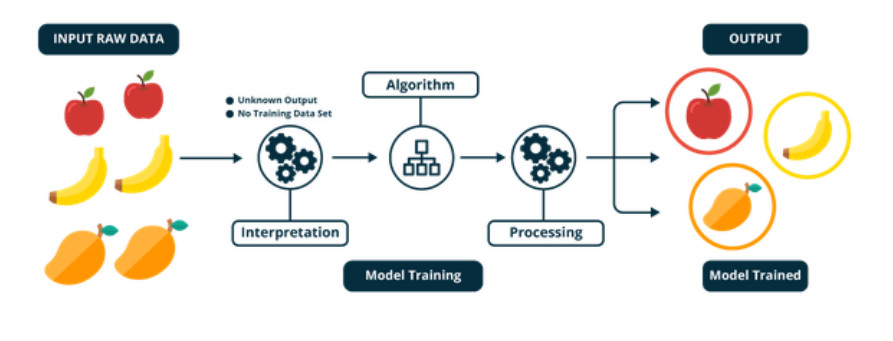 INPUT RAW DATA
OUTPUT
Algorithm
Unknown Output
No Training Data Set
Interpretation
Processing
Model Training
Model Trained